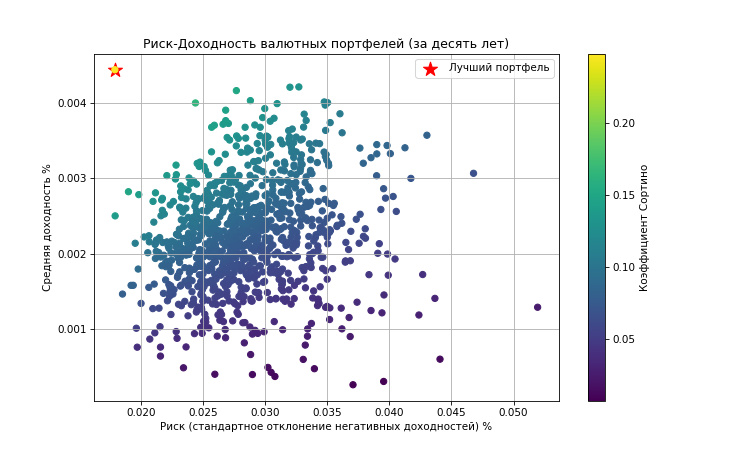 Риск-Доходность валютных портфелей (за десять лет)
Лучший портфель
0.004
0.003
0.002
0.001
Средняя доходность %
0.020 0.025 0.030 0.035 0.040 0.045 0.050
Риск (стандартное отклонение негативных доходностей) %
0.20
0.15
0.10
0.05
Коэффициент Сортино